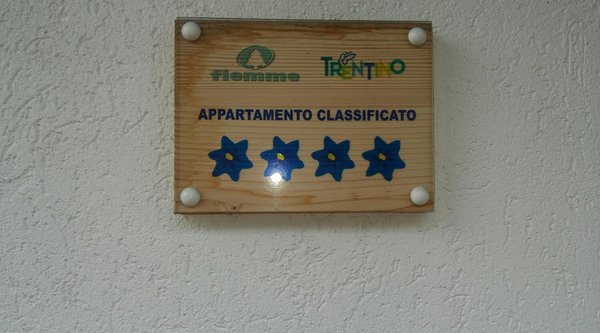 fiemme TRENTINO
APPARTAMENTO CLASSIFICATO